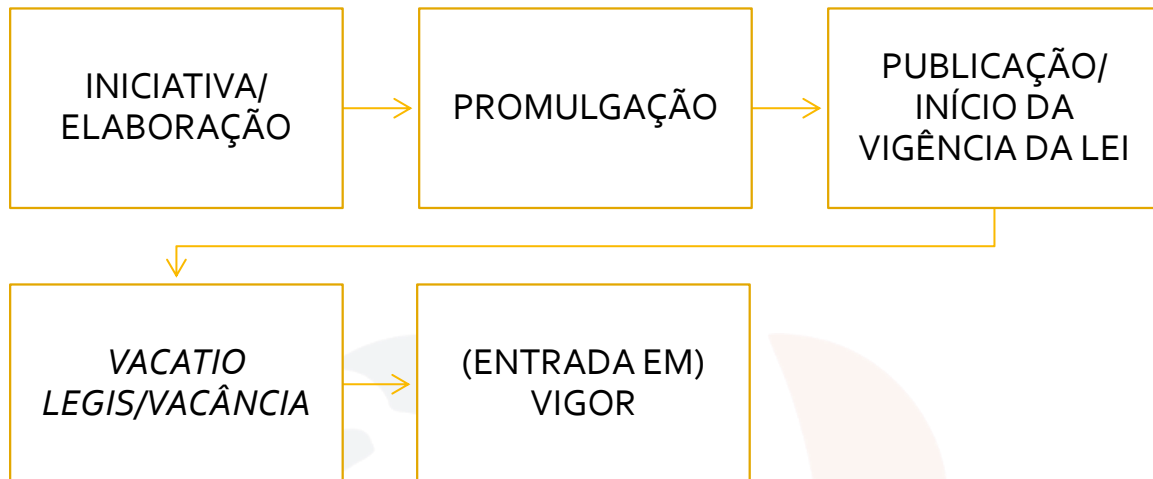 INICIATIVA/
ELABORAÇÃO
PROMULGAÇÃO
PUBLICAÇÃO/
INÍCIO DA
VIGÊNCIA DA LEI
VACATIO
LEGIS/VACÂNCIA
(ENTRADA EM)
VIGOR